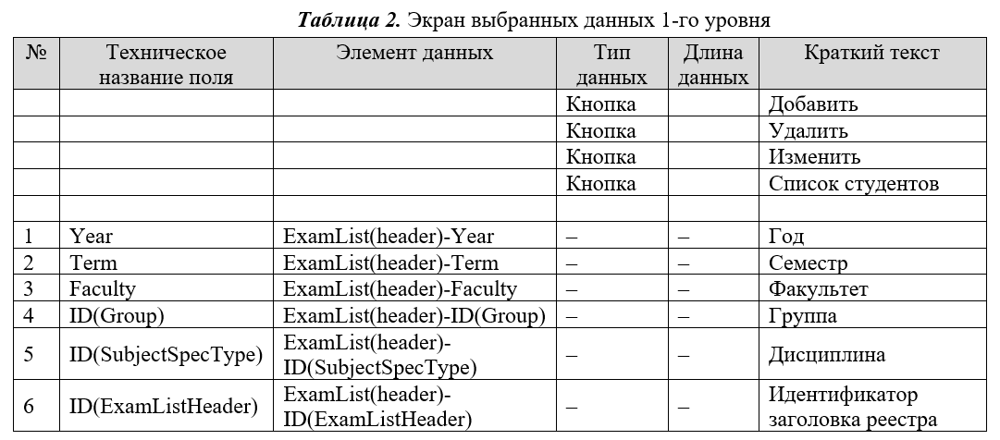 Таблица 2. Экран выбранных данных 1-го уровня
№ Техническое название поля Элемент данных Тип данных Длина данных Краткий текст
Кнопка Добавить
Кнопка Удалить
Кнопка Изменить
Кнопка Список студентов
1 Year ExamList(header)-Year – – Год
2 Term ExamList(header)-Term – – Семестр
3 Faculty ExamList(header)-Faculty – – Факультет
4 ID(Group) ExamList(header)-ID(Group) – – Группа
5 ID(SubjectSpecType) ExamList(header)-ID(SubjectSpecType) – – Дисциплина
6 ID(ExamListHeader) ExamList(header)-ID(ExamListHeader) – – Идентификатор заголовка реестра